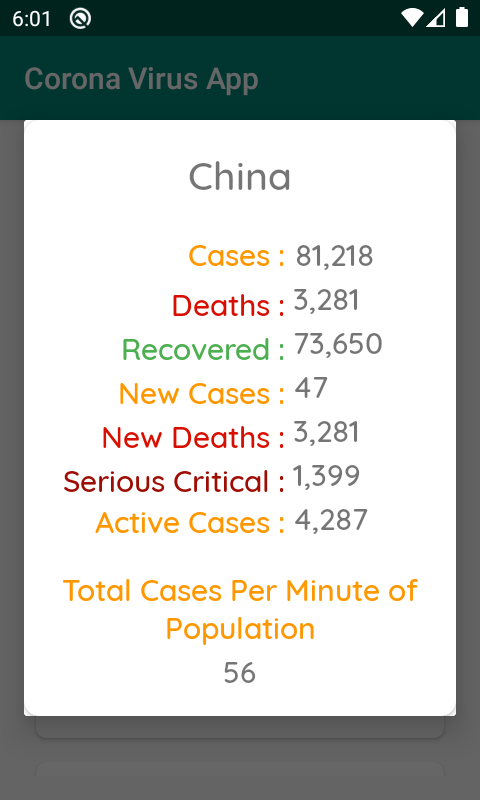 6:01
Corona Virus App
China
Cases : 81,218
Deaths : 3,281
Recovered : 73,650
New Cases : 47
New Deaths : 3,281
Serious Critical : 1,399
Active Cases : 4,287
Total Cases Per Minute of
Population
56